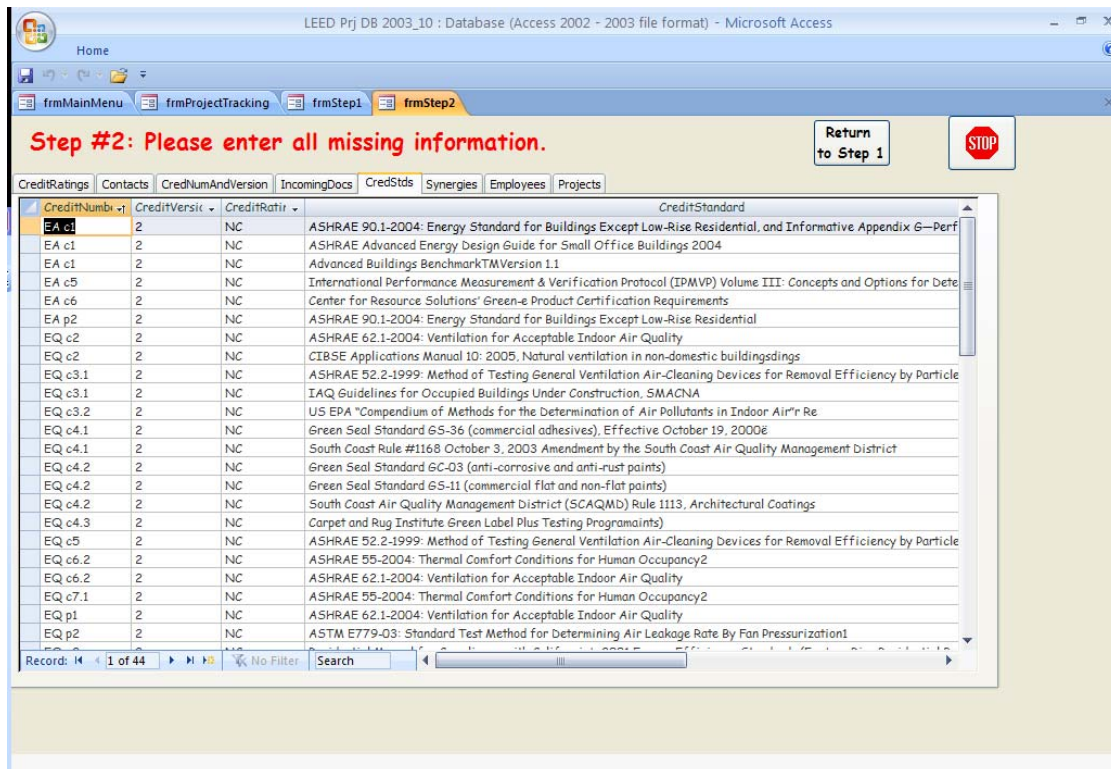 LEED Prj DB 2003_10 : Database (Access 2002 - 2003 file format) - Microsoft Access
Home
frmMainMenu frmProjectTracking frmStep1 frmStep2
Step #2: Please enter all missing information.
Return
to Step 1
STOP
CreditRatings Contacts CredNumAndVersion IncomingDocs CredStds Synergies Employees Projects
CreditNumbe CreditVersic CreditRatir CreditStandard
EA c1 2 NC ASHRAE 90.1-2004: Energy Standard for Buildings Except Low-Rise Residential, and Informative Appendix G—Perf
EA c1 2 NC ASHRAE Advanced Energy Design Guide for Small Office Buildings 2004
EA c1 2 NC Advanced Buildings BenchmarkTMVersion 1.1
EA c5 2 NC International Performance Measurement & Verification Protocol (IPMVP) Volume III: Concepts and Options for Dete
EA c6 2 NC Center for Resource Solutions' Green-e Product Certification Requirements
EA p2 2 NC ASHRAE 90.1-2004: Energy Standard for Buildings Except Low-Rise Residential
EQ c2 2 NC ASHRAE 62.1-2004: Ventilation for Acceptable Indoor Air Quality
EQ c2 2 NC CIBSE Applications Manual 10: 2005, Natural ventilation in non-domestic buildingsdings
EQ c3.1 2 NC ASHRAE 52.2-1999: Method of Testing General Ventilation Air-Cleaning Devices for Removal Efficiency by Particle
EQ c3.1 2 NC IAQ Guidelines for Occupied Buildings Under Construction, SMACNA
EQ c3.2 2 NC US EPA "Compendium of Methods for the Determination of Air Pollutants in Indoor Air"r Re
EQ c4.1 2 NC Green Seal Standard GS-36 (commercial adhesives), Effective October 19, 2000ë
EQ c4.1 2 NC South Coast Rule #1168 October 3, 2003 Amendment by the South Coast Air Quality Management District
EQ c4.2 2 NC Green Seal Standard GC-03 (anti-corrosive and anti-rust paints)
EQ c4.2 2 NC Green Seal Standard GS-11 (commercial flat and non-flat paints)
EQ c4.2 2 NC South Coast Air Quality Management District (SCAQMD) Rule 1113, Architectural Coatings
EQ c4.3 2 NC Carpet and Rug Institute Green Label Plus Testing Programaints)
EQ c5 2 NC ASHRAE 52.2-1999: Method of Testing General Ventilation Air-Cleaning Devices for Removal Efficiency by Particle
EQ c6.2 2 NC ASHRAE 55-2004: Thermal Comfort Conditions for Human Occupancy2
EQ c6.2 2 NC ASHRAE 62.1-2004: Ventilation for Acceptable Indoor Air Quality
EQ c7.1 2 NC ASHRAE 55-2004: Thermal Comfort Conditions for Human Occupancy2
EQ p1 2 NC ASHRAE 62.1-2004: Ventilation for Acceptable Indoor Air Quality
EQ p2 2 NC ASTM E779-03: Standard Test Method for Determining Air Leakage Rate By Fan Pressurization1
Record: 1 of 44 No Filter Search